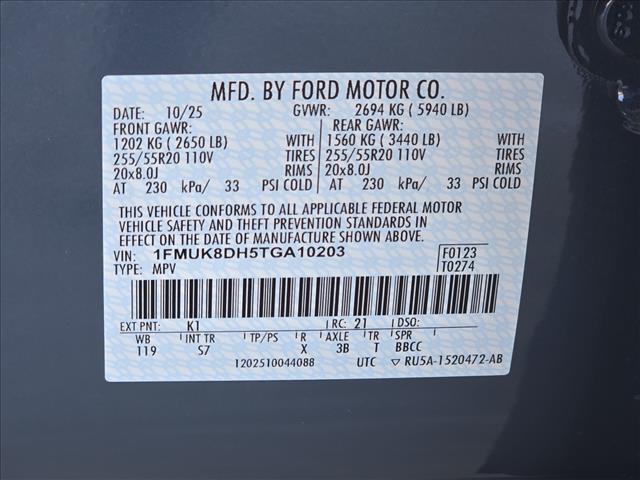 MFD. BY FORD MOTOR CO.
DATE: 10/25 GVWR: 2694 KG ( 5940 LB)
FRONT GAWR: REAR GAWR:
1202 KG ( 2650 LB) WITH 1560 KG ( 3440 LB) WITH
255/55R20 110V TIRES 255/55R20 110V TIRES
20x8.0J RIMS 20x8.0J RIMS
AT 230 kPa/ 33 PSI COLD AT 230 kPa/ 33 PSI COLD
THIS VEHICLE CONFORMS TO ALL APPLICABLE FEDERAL MOTOR
VEHICLE SAFETY AND THEFT PREVENTION STANDARDS IN
EFFECT ON THE DATE OF MANUFACTURE SHOWN ABOVE.
VIN: 1FMUK8DH5TGA10203 F0123
TYPE: MPV T0274
EXT PNT: K1 RC: 21 DSO:
WB INT TR TP/PS R AXLE TR SPR
119 S7 X 3B T BBCC
1202510044088 UTC ▽ RU5A-1520472-AB